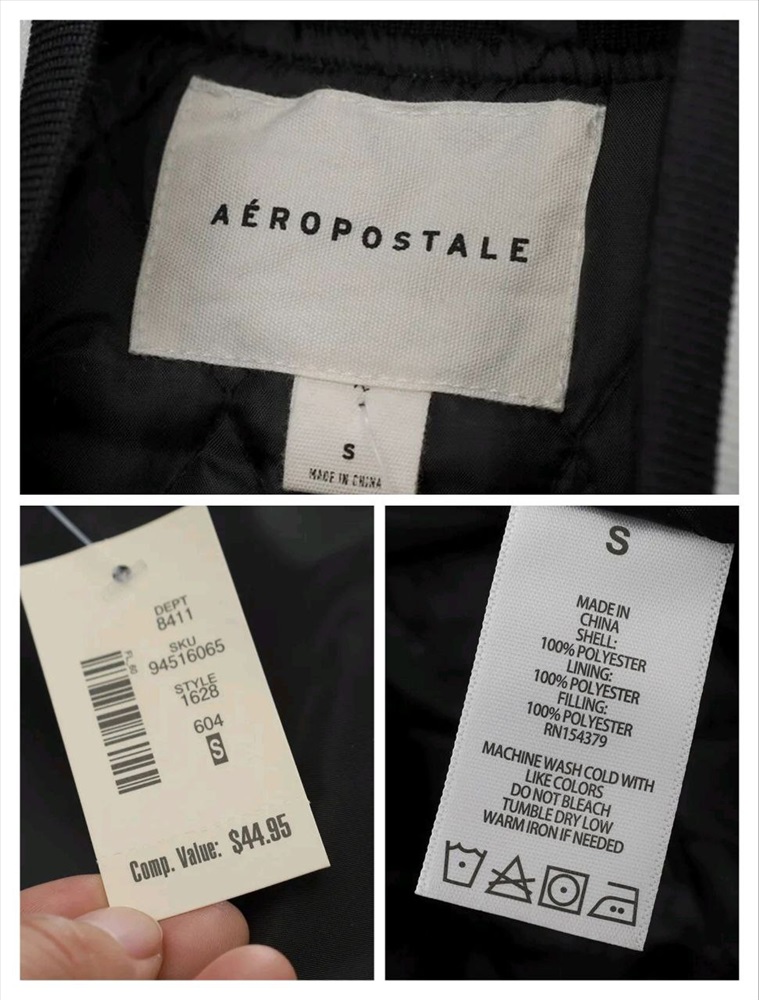 AÉROPOSTALE
S
MADE IN CHINA
DEPT
8411
SKU
94516065
STYLE
1628
604
S
Comp. Value: $44.95
S
MADE IN
CHINA
SHELL:
100% POLYESTER
LINING:
100% POLYESTER
FILLING:
100% POLYESTER
RN154379
MACHINE WASH COLD WITH
LIKE COLORS
DO NOT BLEACH
TUMBLE DRY LOW
WARM IRON IF NEEDED